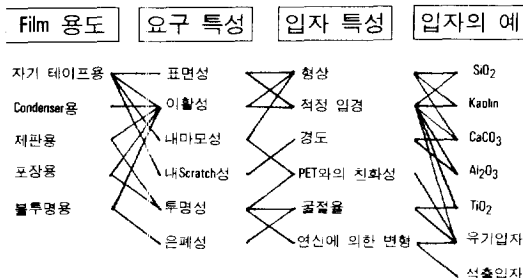 Film 용도 요구 특성 입자 특성 입자의 예
자기 테이프용 표면성 형상 SiO₂
Condenser용 이활성 적정 입경 Kaolin
제판용 내마모성 경도 CaCO₃
포장용 내Scratch성 PET와의 친화성 Al₂O₃
불투명용 투명성 굴절율 TiO₂
은폐성 연신에 의한 변형 유기입자
석출입자